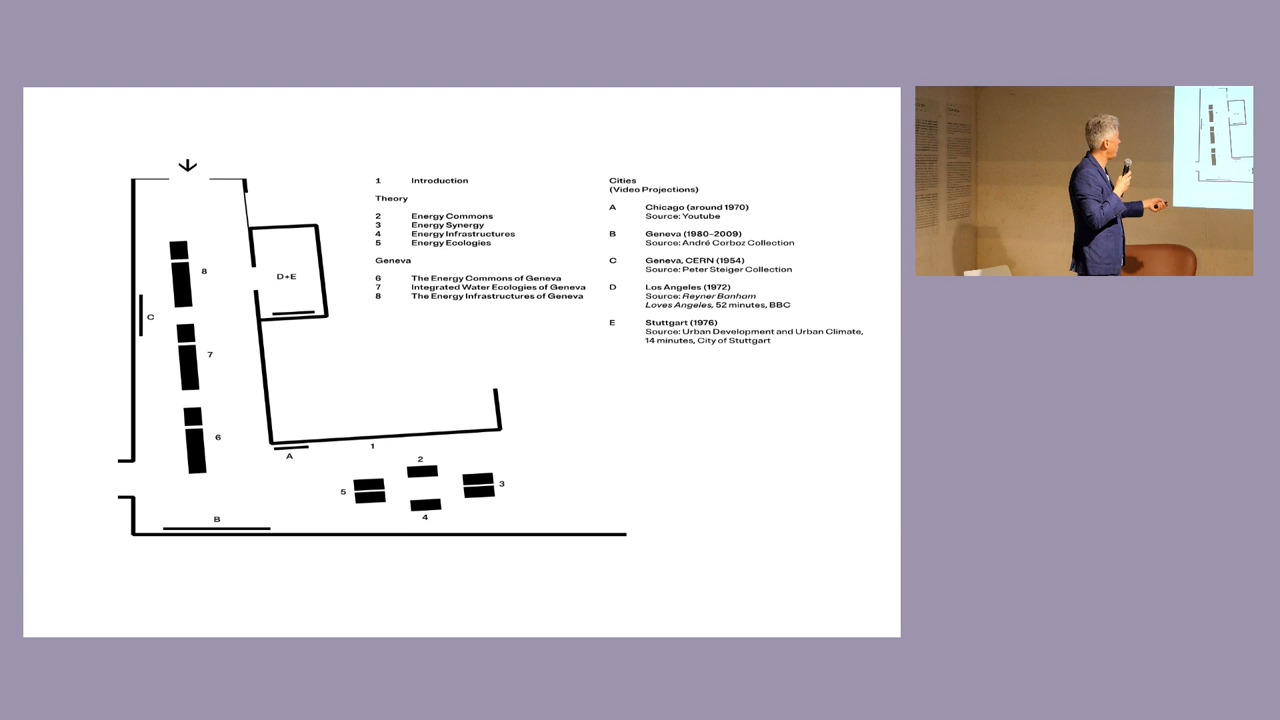 1 Introduction
Theory
2 Energy Commons
3 Energy Synergy
4 Energy Infrastructures
5 Energy Ecologies
Geneva
6 The Energy Commons of Geneva
7 Integrated Water Ecologies of Geneva
8 The Energy Infrastructures of Geneva
Cities
(Video Projections)
A Chicago (around 1970)
Source: Youtube
B Geneva (1980–2009)
Source: André Corboz Collection
C Geneva, CERN (1954)
Source: Peter Steiger Collection
D Los Angeles (1972)
Source: Reyner Banham
Loves Angeles, 52 minutes, BBC
E Stuttgart (1976)
Source: Urban Development and Urban Climate,
14 minutes, City of Stuttgart
D+E
8
C
7
6
A
1
2
5
3
4
B